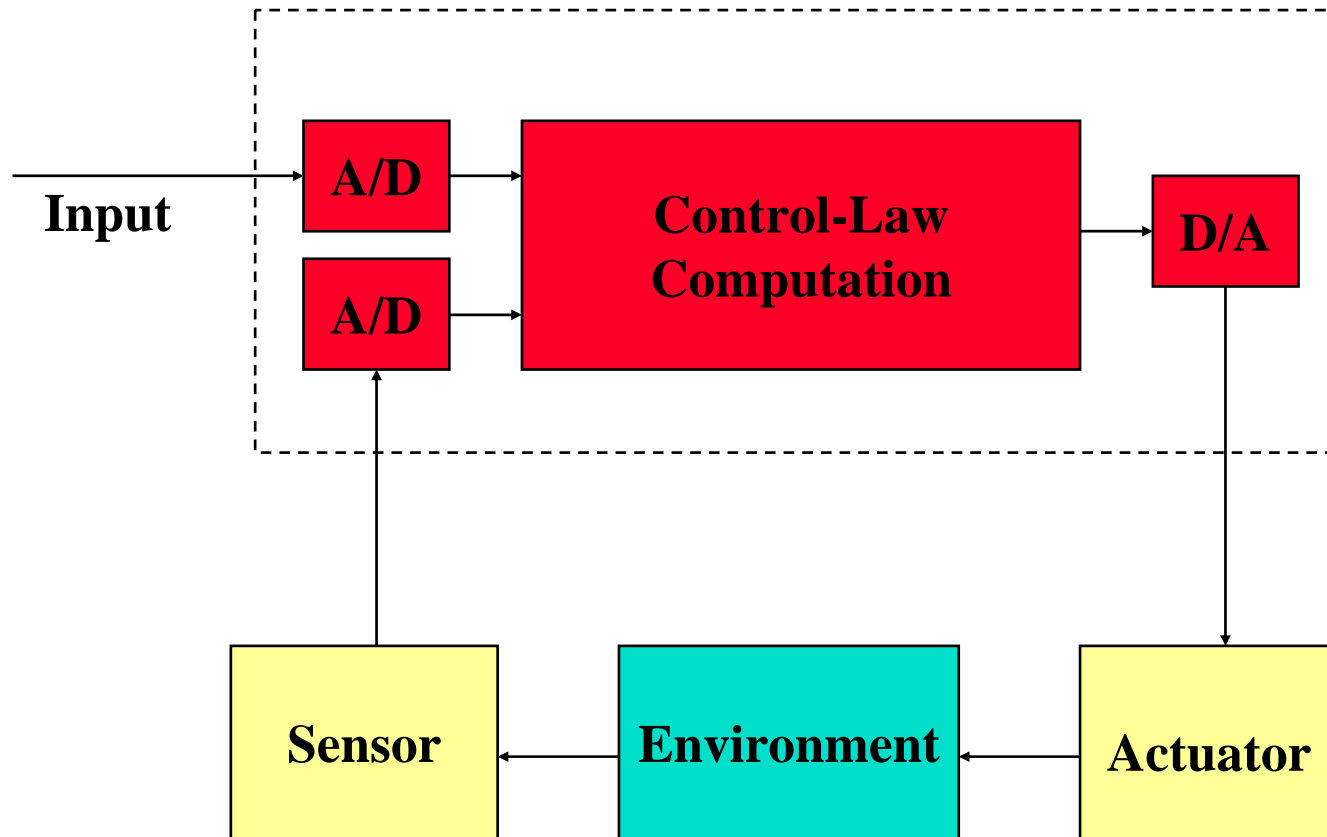 A/D
Input
Control-Law
Computation
D/A
A/D
Sensor
Environment
Actuator